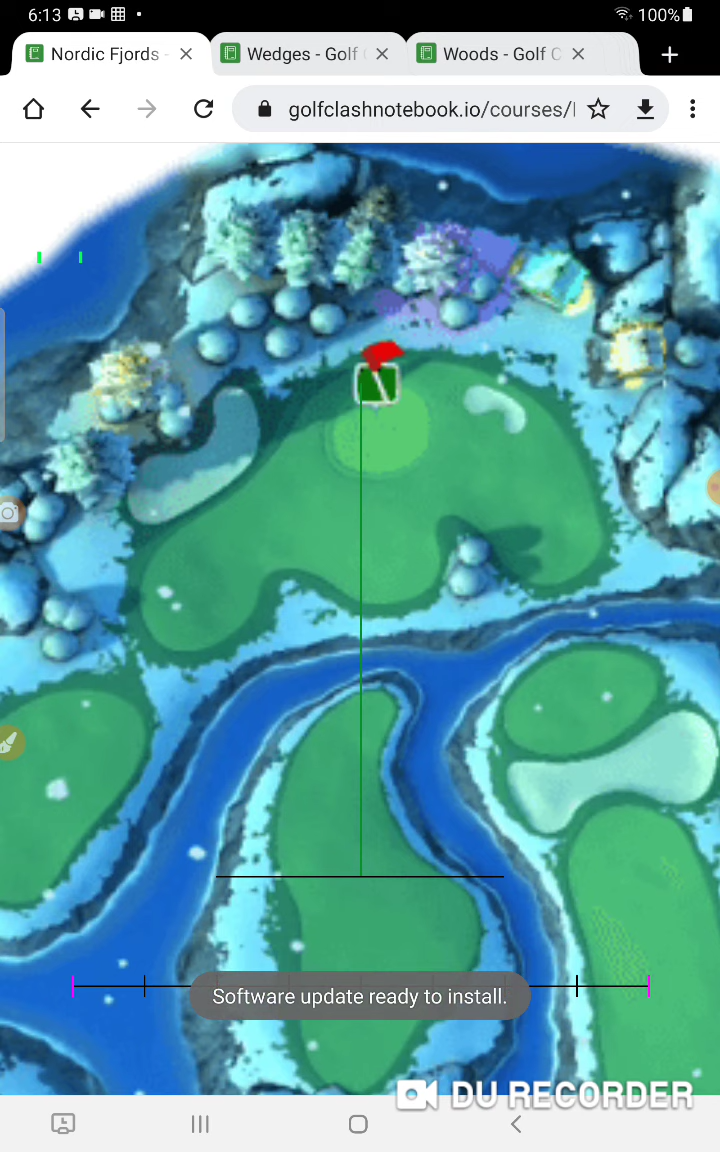 6:13
100%
Nordic Fjords -
Wedges - Golf
Woods - Golf C
golfclashnotebook.io/courses/
Software update ready to install.
DU RECORDER